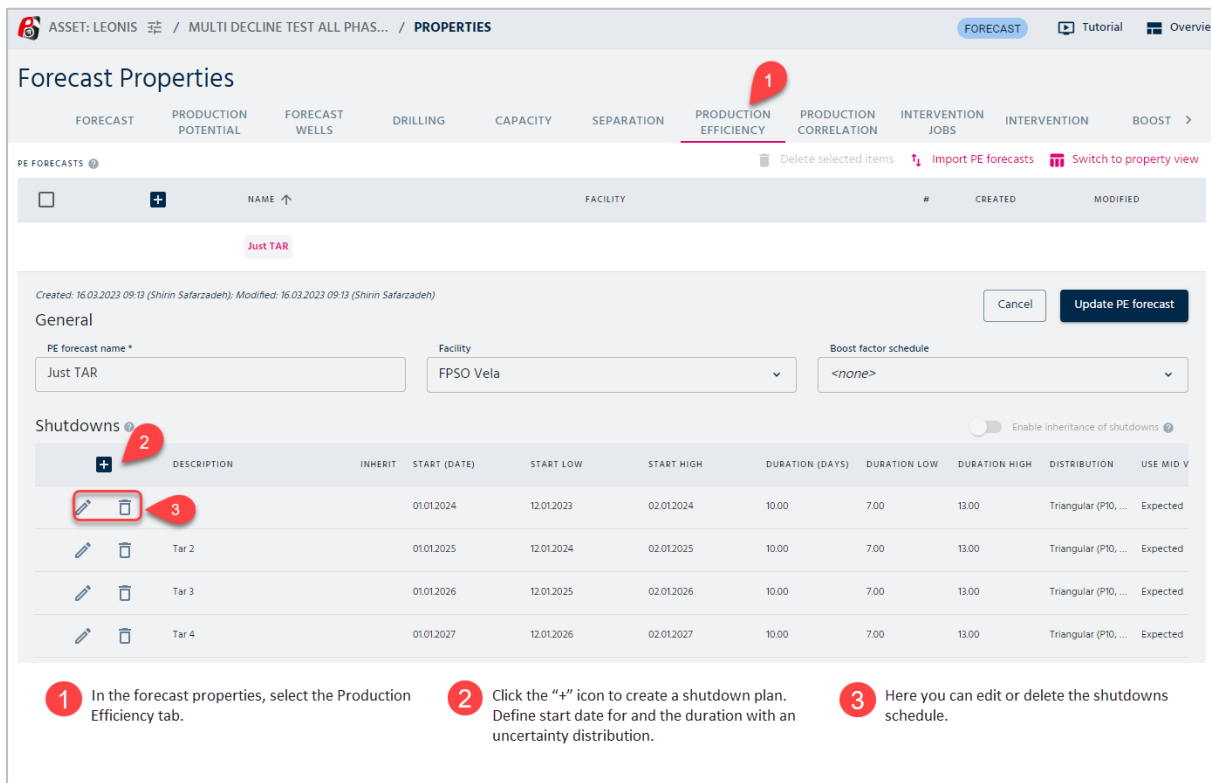 ASSET: LEONIS / MULTI DECLINE TEST ALL PHAS... / PROPERTIES FORECAST Tutorial Overvie
Forecast Properties
1
FORECAST PRODUCTION POTENTIAL FORECAST WELLS DRILLING CAPACITY SEPARATION PRODUCTION EFFICIENCY PRODUCTION CORRELATION INTERVENTION JOBS INTERVENTION BOOST >
PE FORECASTS Delete selected items Import PE forecasts Switch to property view
NAME ↑ FACILITY # CREATED MODIFIED
Just TAR
Created: 16.03.2023 09:13 (Shirin Safarzadeh); Modified: 16.03.2023 09:13 (Shirin Safarzadeh)
Cancel Update PE forecast
General
PE forecast name * Facility Boost factor schedule
Just TAR FPSO Vela <none>
Shutdowns Enable inheritance of shutdowns
2
DESCRIPTION INHERIT START (DATE) START LOW START HIGH DURATION (DAYS) DURATION LOW DURATION HIGH DISTRIBUTION USE MID V
3 01.01.2024 12.01.2023 02.01.2024 10.00 7.00 13.00 Triangular (P10, ... Expected
Tar 2 01.01.2025 12.01.2024 02.01.2025 10.00 7.00 13.00 Triangular (P10, ... Expected
Tar 3 01.01.2026 12.01.2025 02.01.2026 10.00 7.00 13.00 Triangular (P10, ... Expected
Tar 4 01.01.2027 12.01.2026 02.01.2027 10.00 7.00 13.00 Triangular (P10, ... Expected
1 In the forecast properties, select the Production
Efficiency tab.
2 Click the “+” icon to create a shutdown plan.
Define start date for and the duration with an
uncertainty distribution.
3 Here you can edit or delete the shutdowns
schedule.